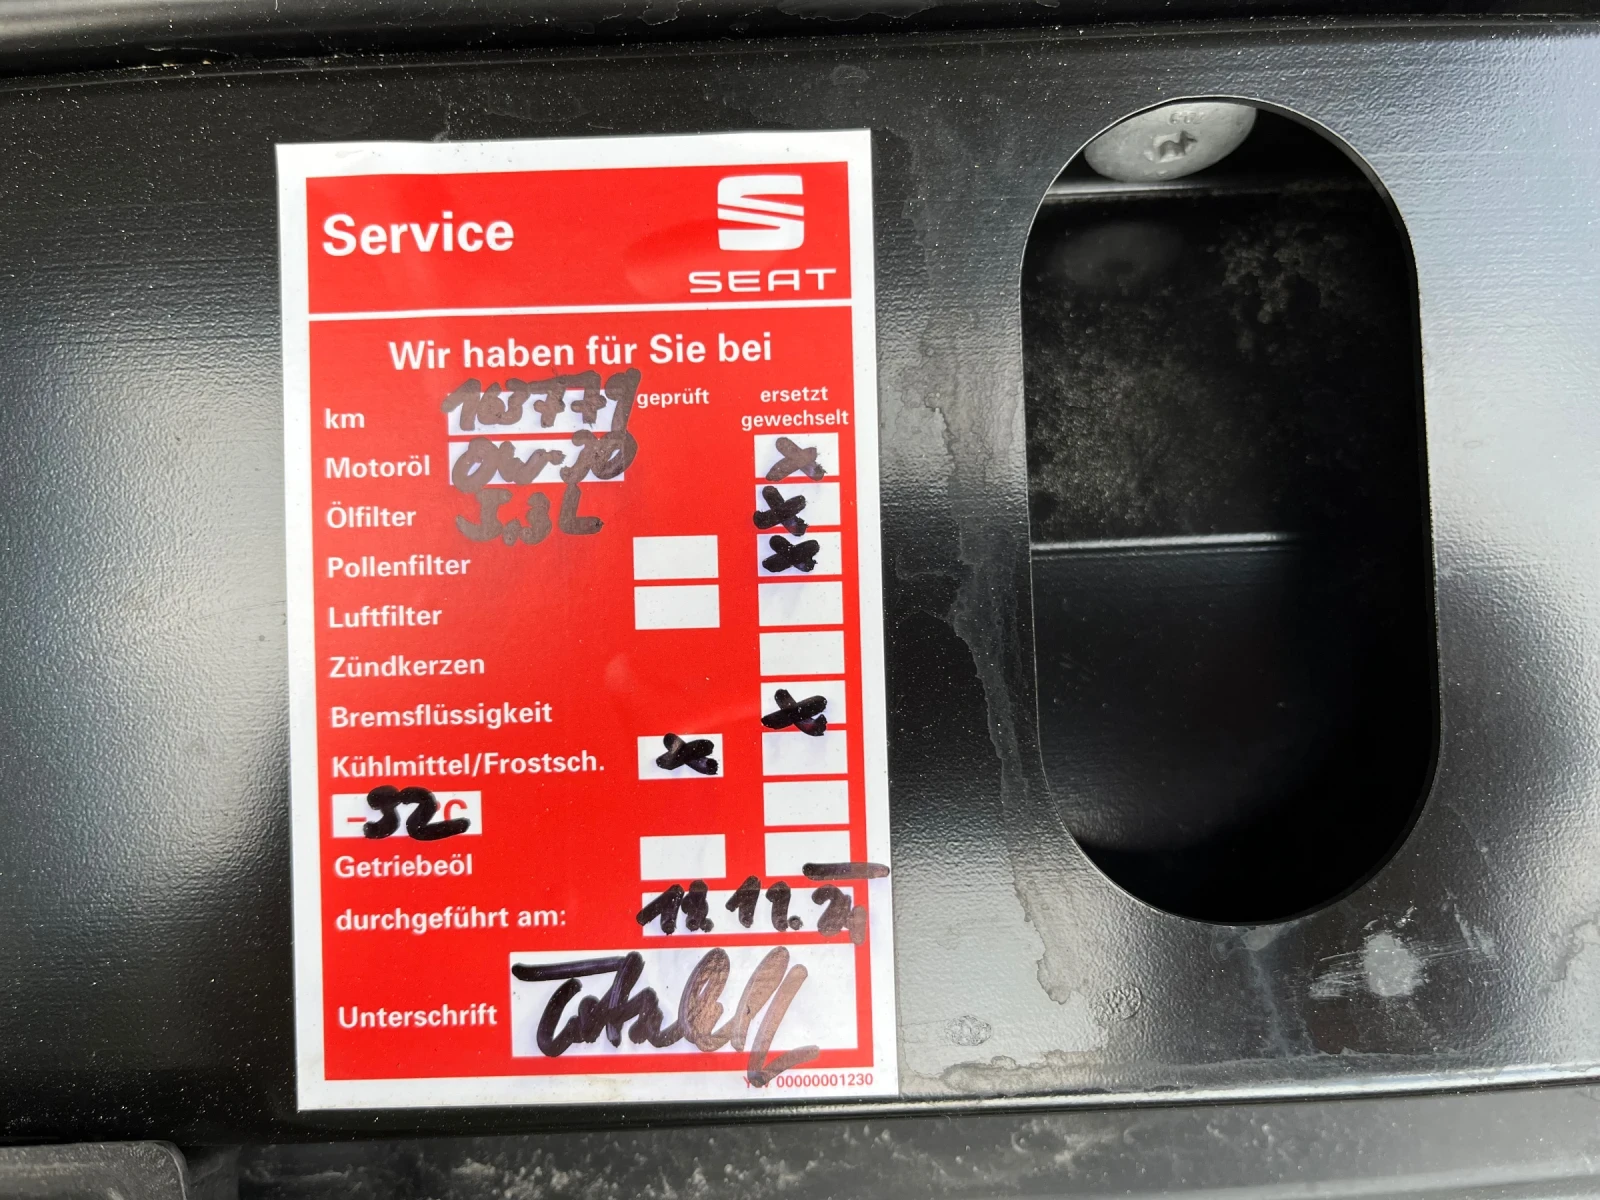 Service
SEAT
Wir haben für Sie bei
km 163779 geprüft ersetzt gewechselt
Motoröl 0W-30 x
Ölfilter x
Pollenfilter x
Luftfilter
Zündkerzen
Bremsflüssigkeit x
Kühlmittel/Frostsch. x
-32 C
Getriebeöl
durchgeführt am:
Unterschrift
00000001230